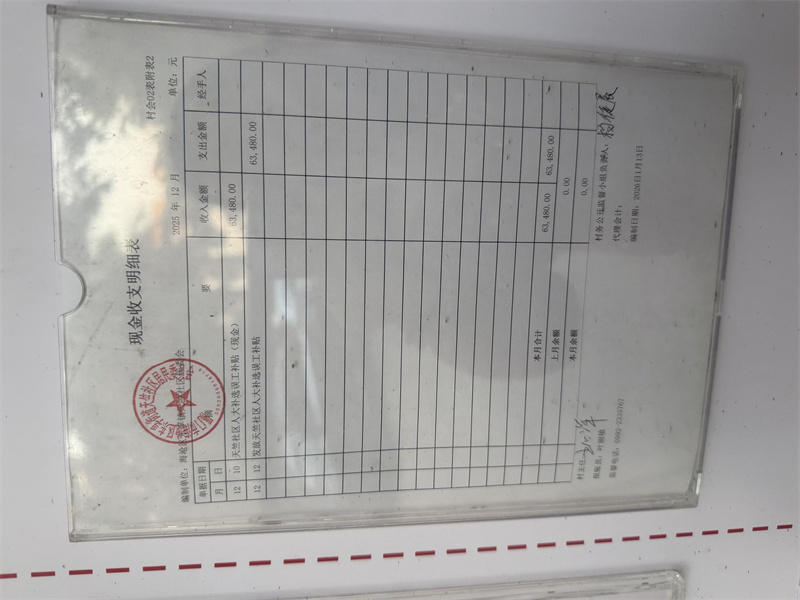 现金收支明细表
村会02表附表2
2025 年 12 月
单位：元
单据日期 摘 要 收入金额 支出金额 经手人
月 日
12 10 天竺社区人大补选误工补贴（现金） 63,480.00
12 12 发放天竺社区人大补选误工补贴 63,480.00
本月合计 63,480.00 63,480.00
上月余额 0.00
本月余额 0.00
村主任：
村务公开监督小组负责人：
报账员：
代理会计：
监督电话：
编制日期：2026年1月13日